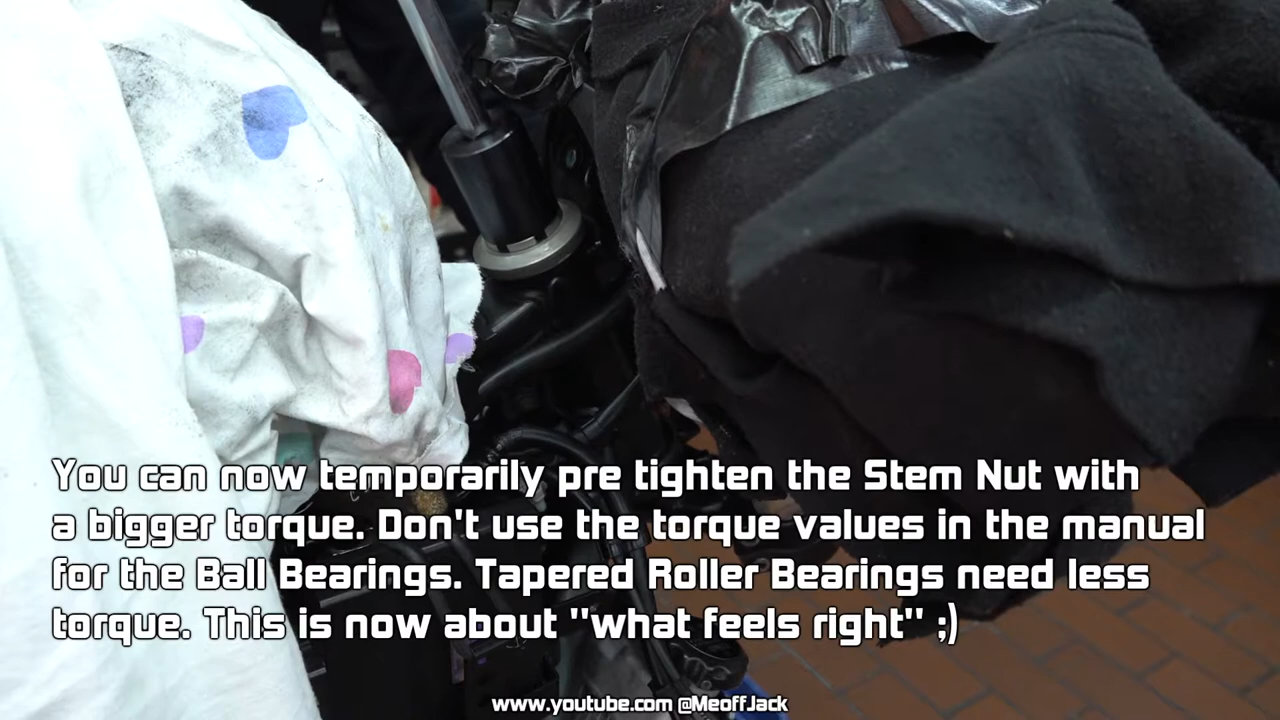 You can now temporarily pre tighten the Stem Nut with
a bigger torque. Don't use the torque values in the manual
for the Ball Bearings. Tapered Roller Bearings need less
torque. This is now about "what feels right" ;)
www.youtube.com @MeoffJack